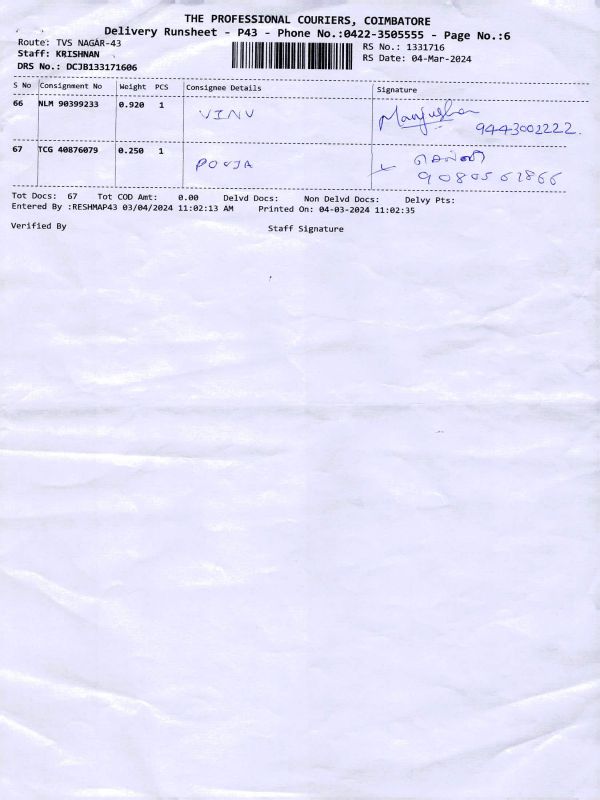 THE PROFESSIONAL COURIERS, COIMBATORE
Delivery Runsheet - P43 - Phone No.:0422-3505555 - Page No.:6
Route: TVS NAGAR-43 RS No.: 1331716
Staff: KRISHNAN RS Date: 04-Mar-2024
DRS No.: DCJB133171606
S No Consignment No Weight PCS Consignee Details Signature
66 NLM 90399233 0.920 1 VINU
9443002222.
67 TCG 40876079 0.250 1 POOJA
Tot Docs: 67 Tot COD Amt: 0.00 Delvd Docs: Non Delvd Docs: Delvy Pts:
Entered By :RESHMAP43 03/04/2024 11:02:13 AM Printed On: 04-03-2024 11:02:35
Verified By Staff Signature